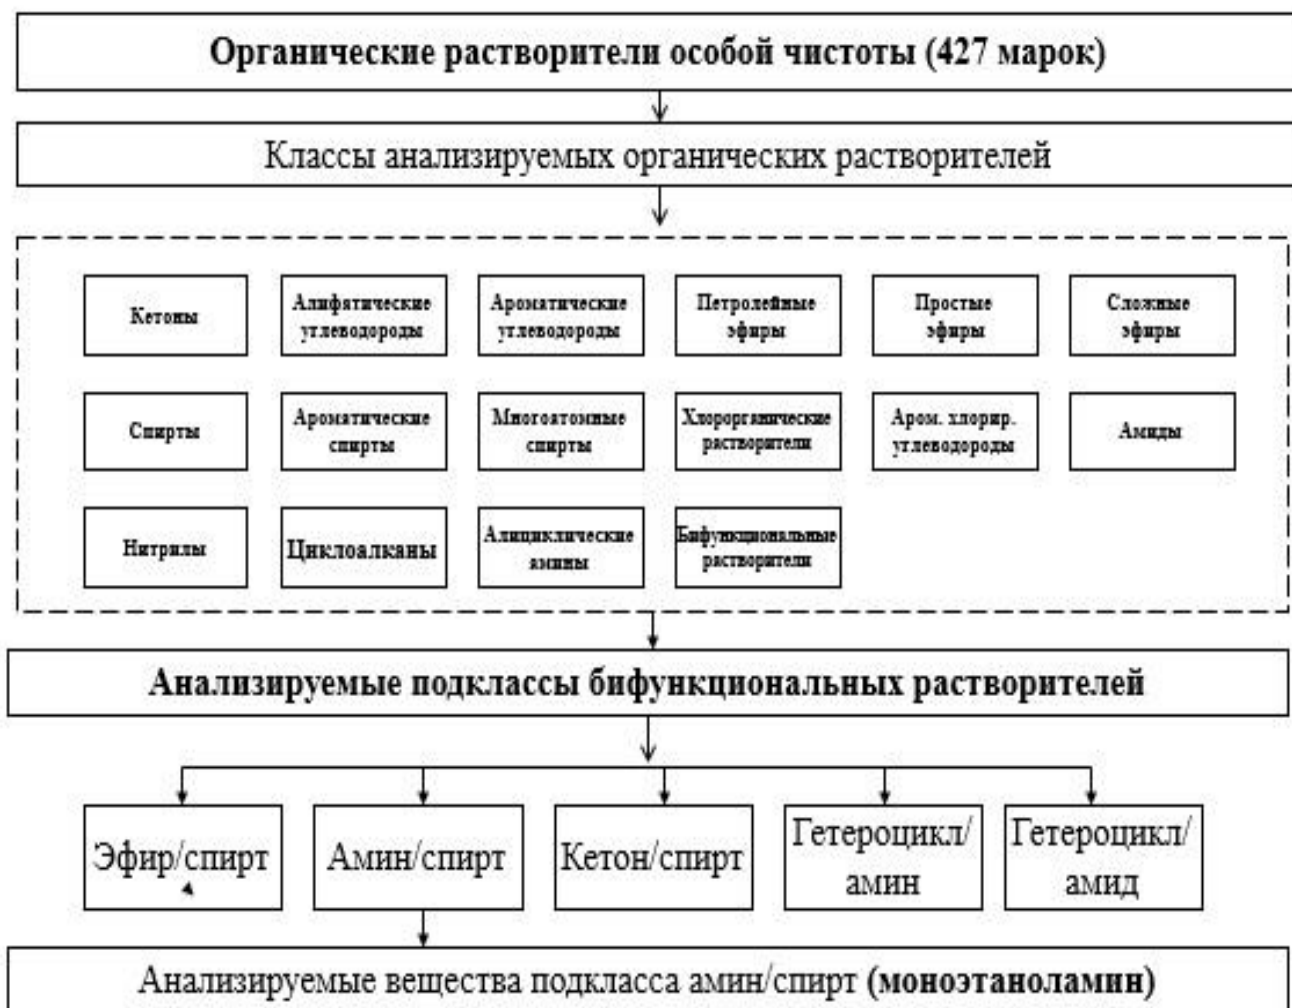 Органические растворители особой чистоты (427 марок)
Классы анализируемых органических растворителей
Кетоны
Алифатические
углеводороды
Ароматические
углеводороды
Петролейные
эфиры
Простые
эфиры
Сложные
эфиры
Спирты
Ароматические
спирты
Многоатомные
спирты
Хлорорганические
растворители
Аром. хлорир.
углеводороды
Амиды
Нитрилы
Циклоалканы
Алициклические
амины
Бифункциональные
растворители
Анализируемые подклассы бифункциональных растворителей
Эфир/спирт
Амин/спирт
Кетон/спирт
Гетероцикл/
амин
Гетероцикл/
амид
Анализируемые вещества подкласса амин/спирт (моноэтаноламин)